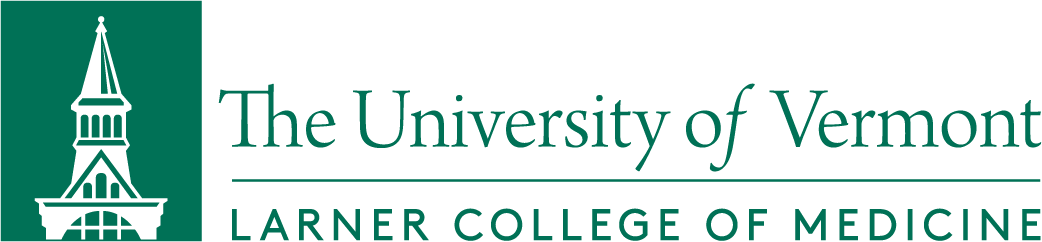 The University of Vermont
LARNER COLLEGE OF MEDICINE